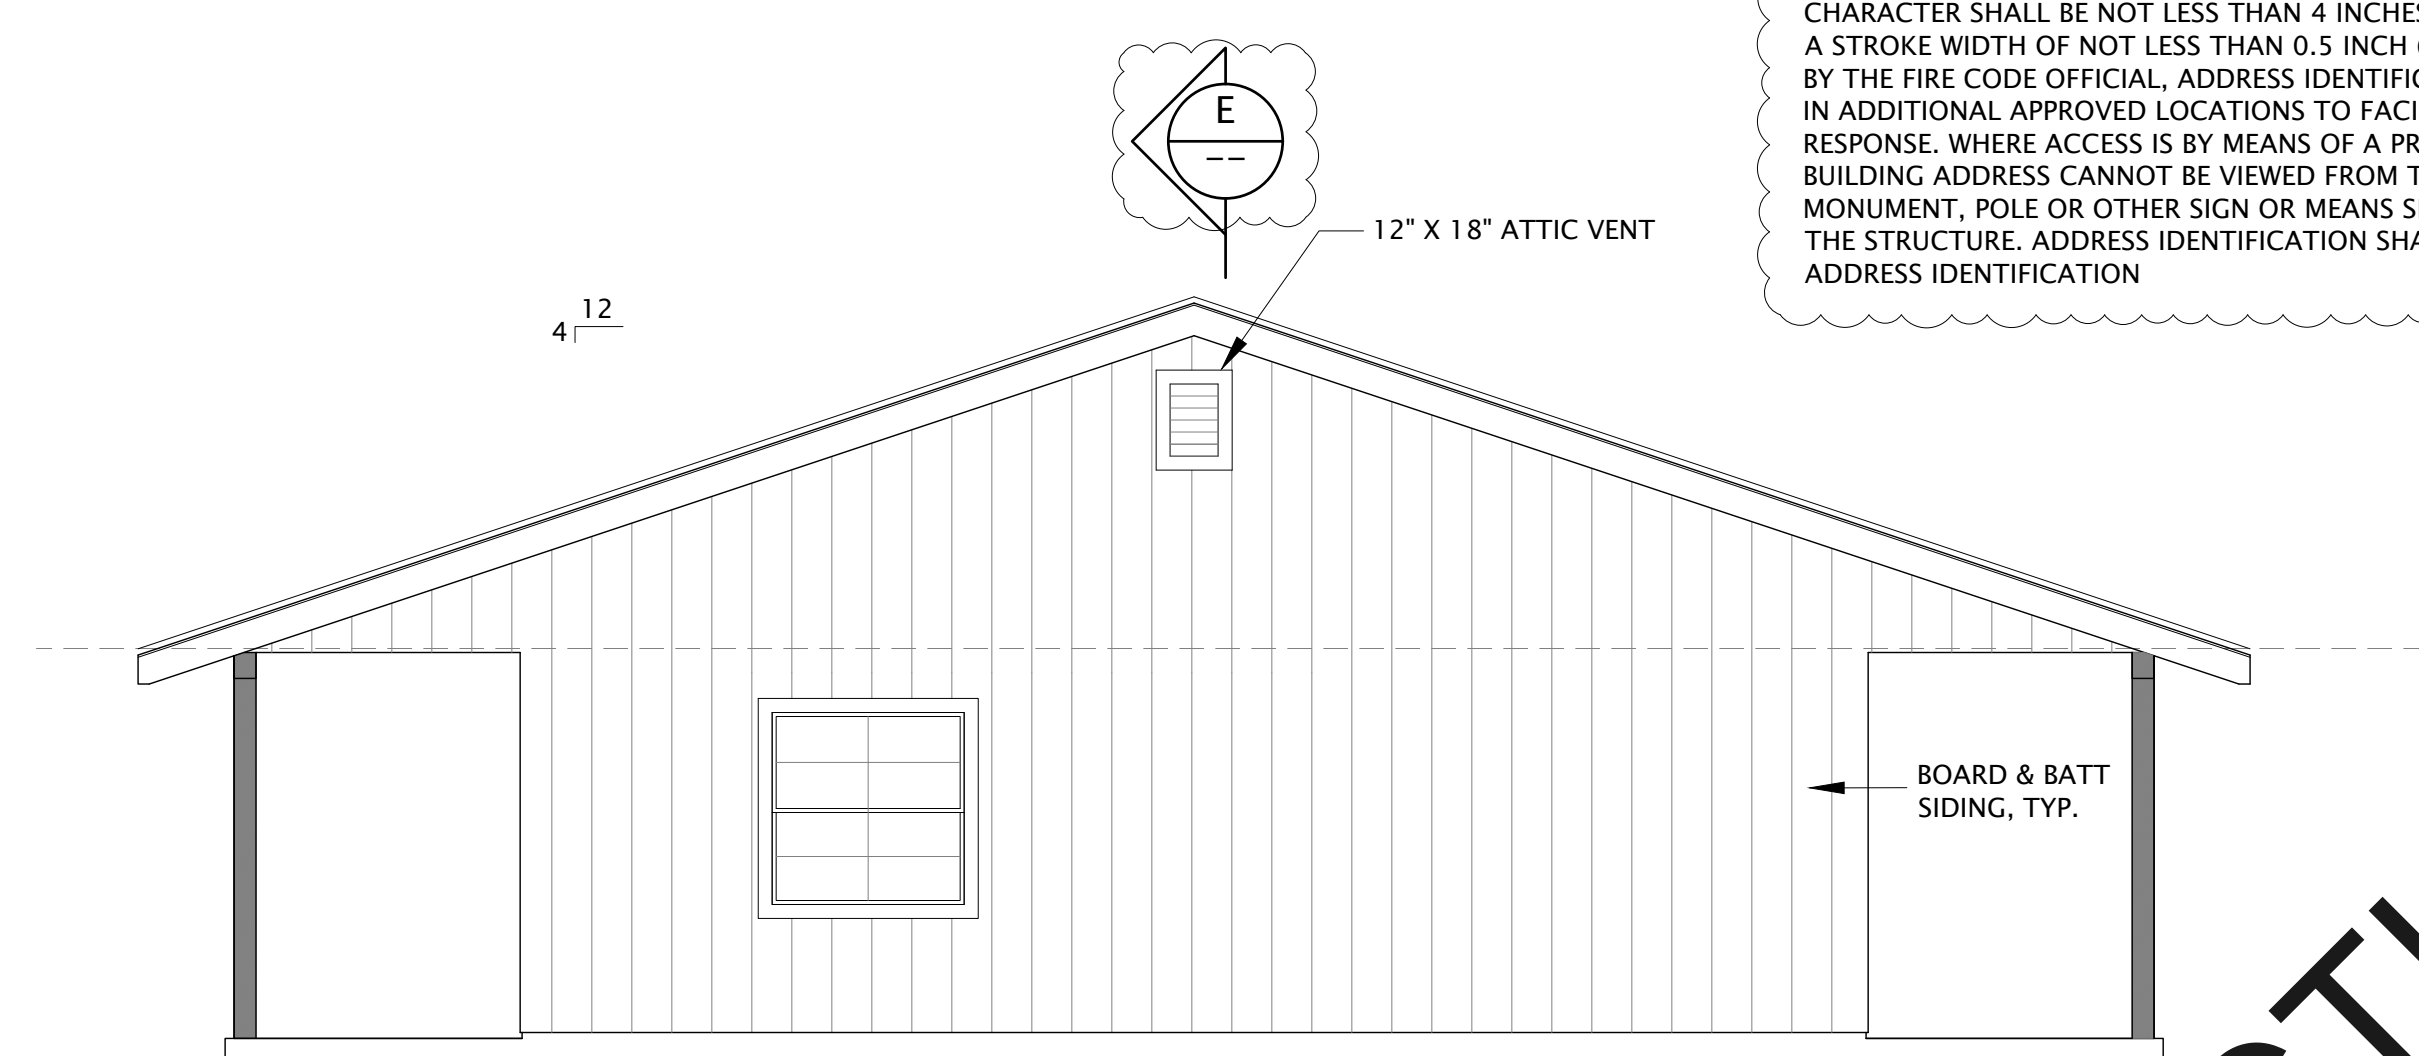 CHARACTER SHALL BE NOT LESS THAN 4 INCHES
A STROKE WIDTH OF NOT LESS THAN 0.5 INCH
BY THE FIRE CODE OFFICIAL, ADDRESS
IN ADDITIONAL APPROVED LOCATIONS TO
RESPONSE. WHERE ACCESS IS BY MEANS OF A
BUILDING ADDRESS CANNOT BE VIEWED FROM
MONUMENT, POLE OR OTHER SIGN OR MEANS
THE STRUCTURE. ADDRESS IDENTIFICATION
ADDRESS IDENTIFICATION
E
--
12" X 18" ATTIC VENT
12
4
BOARD & BATT
SIDING, TYP.